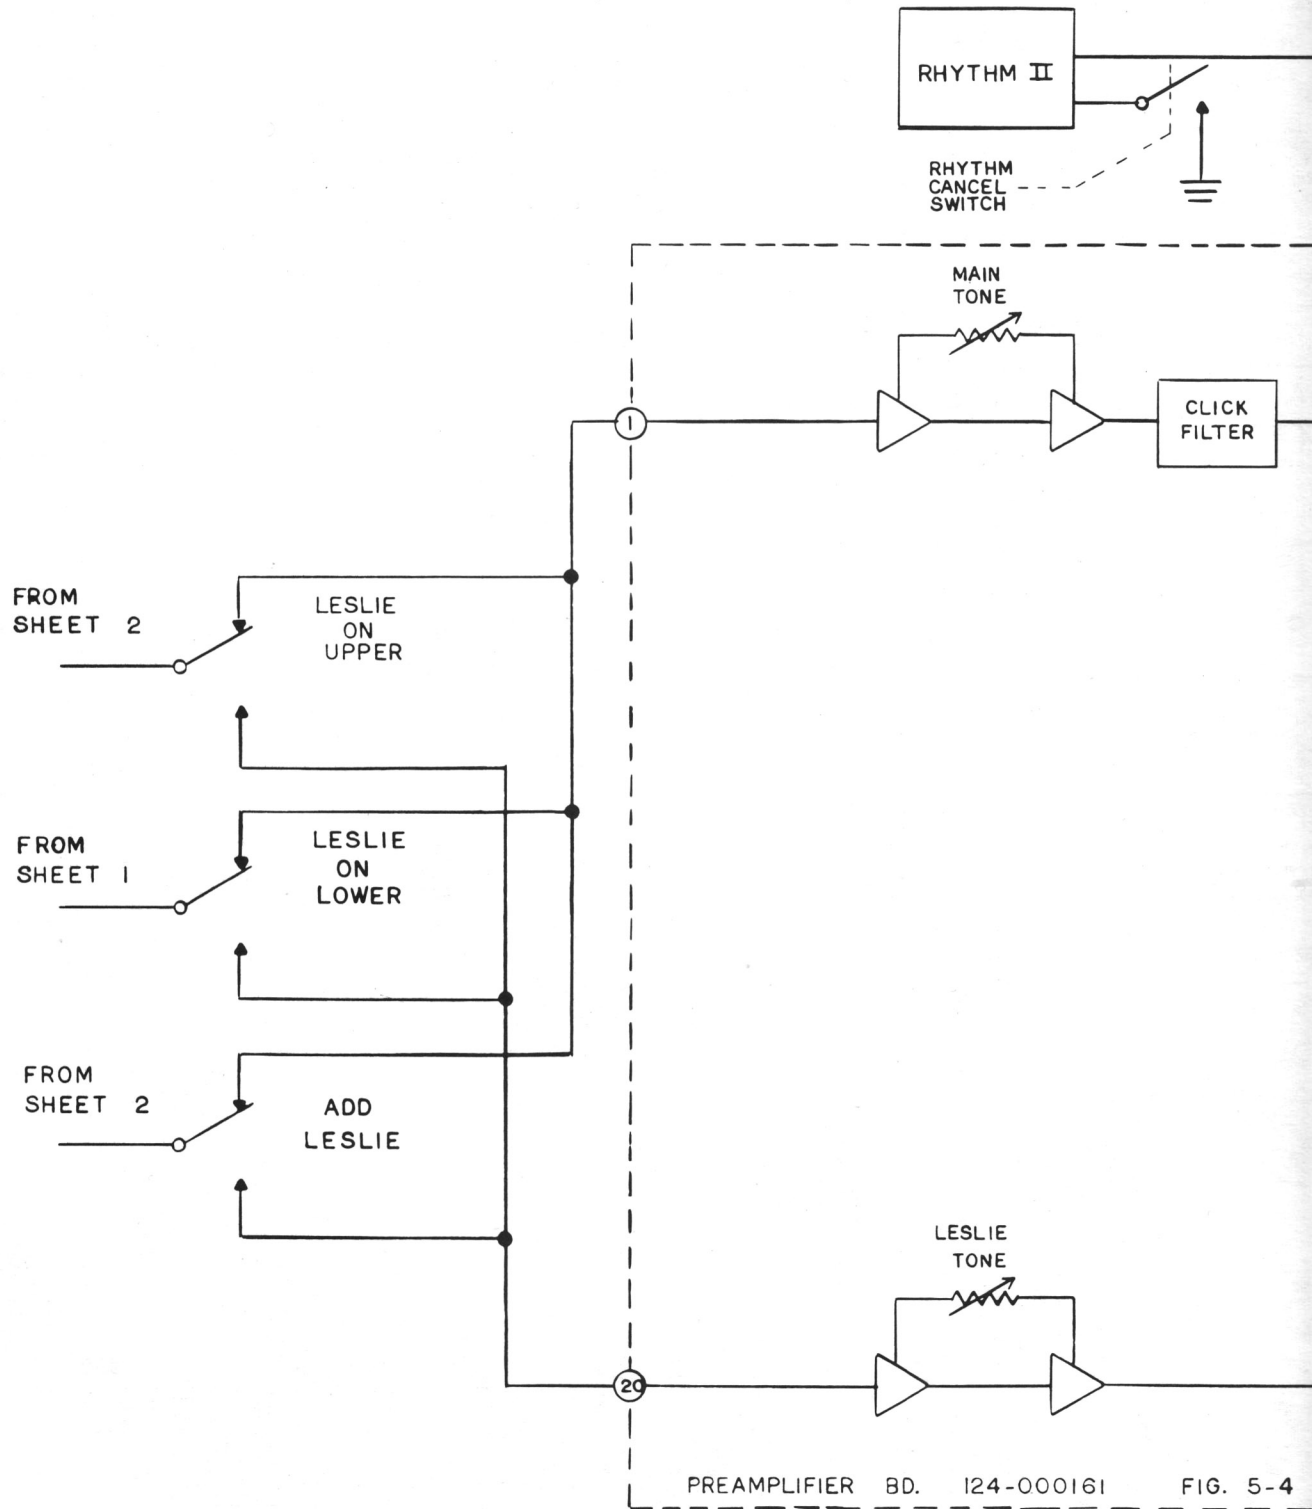 RHYTHM II
RHYTHM
CANCEL
SWITCH
MAIN
TONE
1
CLICK
FILTER
FROM
SHEET 2
LESLIE
ON
UPPER
FROM
SHEET 1
LESLIE
ON
LOWER
FROM
SHEET 2
ADD
LESLIE
LESLIE
TONE
20
PREAMPLIFIER BD. 124-000161 FIG. 5-4